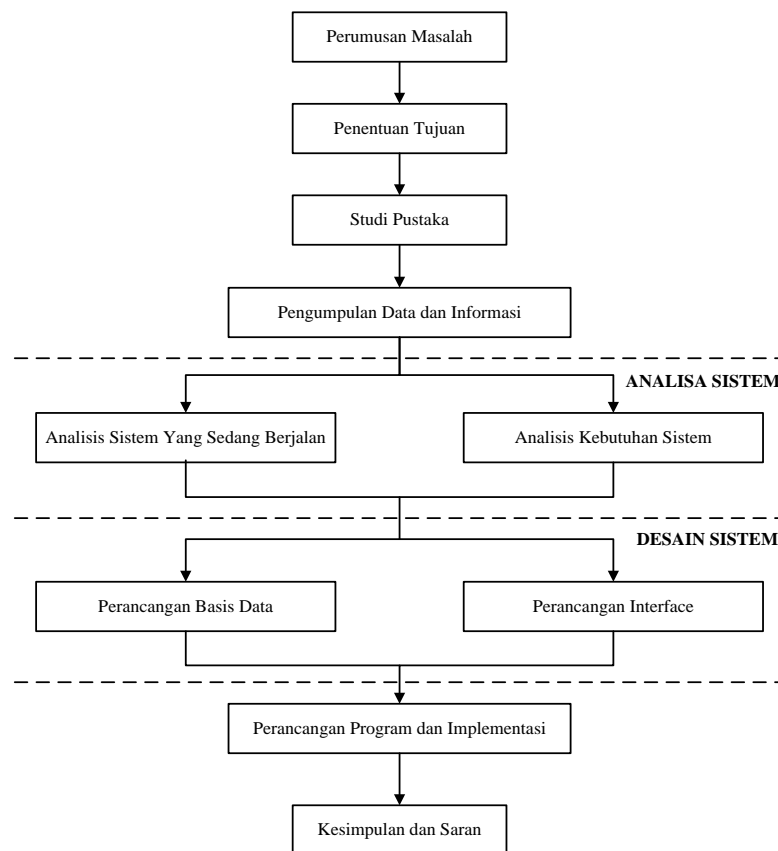 Perumusan Masalah
Penentuan Tujuan
Studi Pustaka
Pengumpulan Data dan Informasi
ANALISA SISTEM
Analisis Sistem Yang Sedang Berjalan
Analisis Kebutuhan Sistem
DESAIN SISTEM
Perancangan Basis Data
Perancangan Interface
Perancangan Program dan Implementasi
Kesimpulan dan Saran